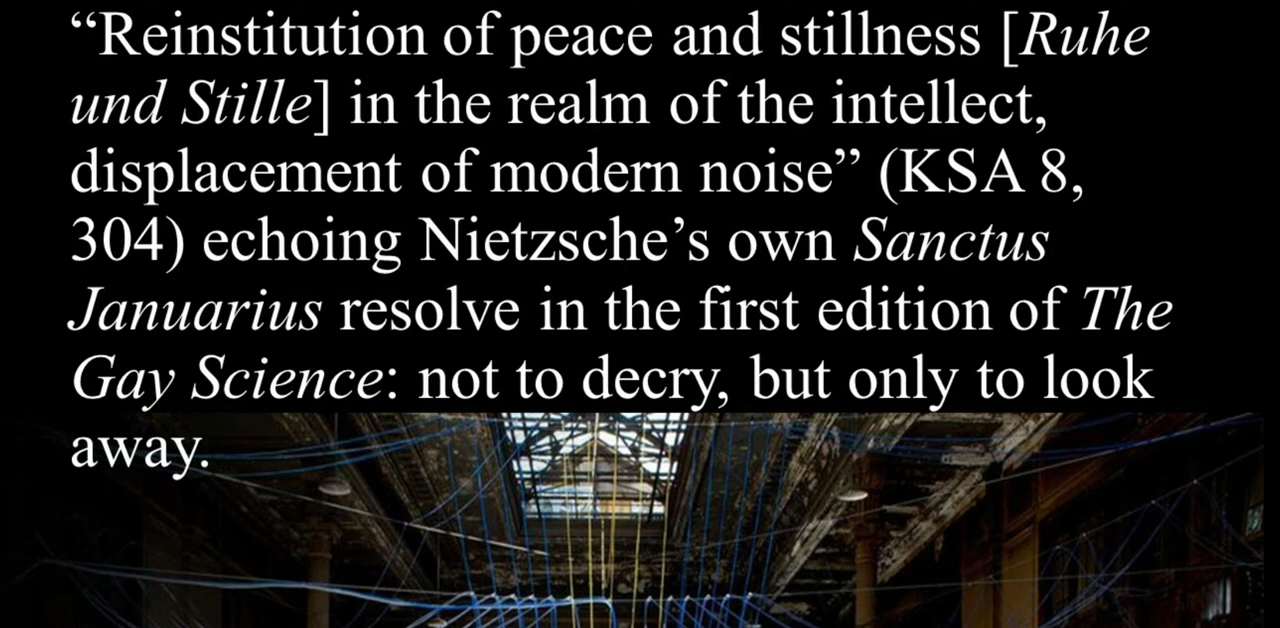 “Reinstitution of peace and stillness [Ruhe
und Stille] in the realm of the intellect,
displacement of modern noise” (KSA 8,
304) echoing Nietzsche’s own Sanctus
Januarius resolve in the first edition of The
Gay Science: not to decry, but only to look
away.